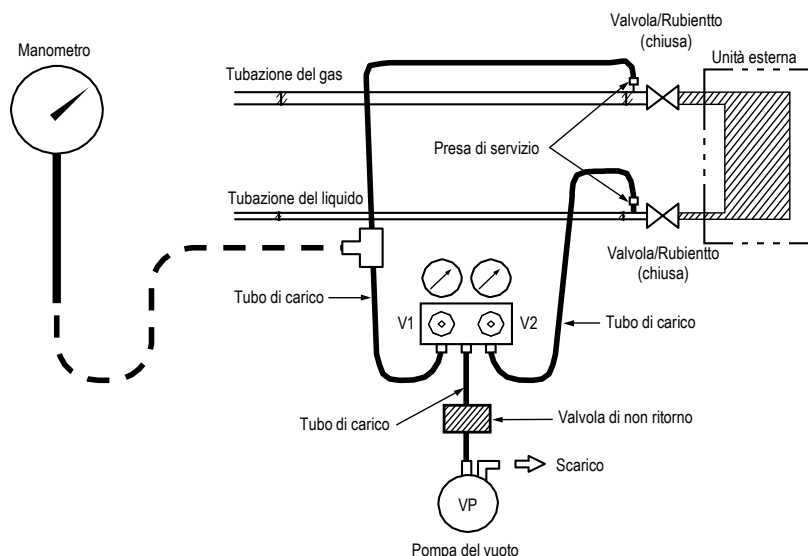 Valvola/Rubientto
(chiusa)
Manometro
Unità esterna
Tubazione del gas
Presa di servizio
Tubazione del liquido
Valvola/Rubientto
(chiusa)
Tubo di carico
V1
V2
Tubo di carico
Tubo di carico
Valvola di non ritorno
Scarico
VP
Pompa del vuoto